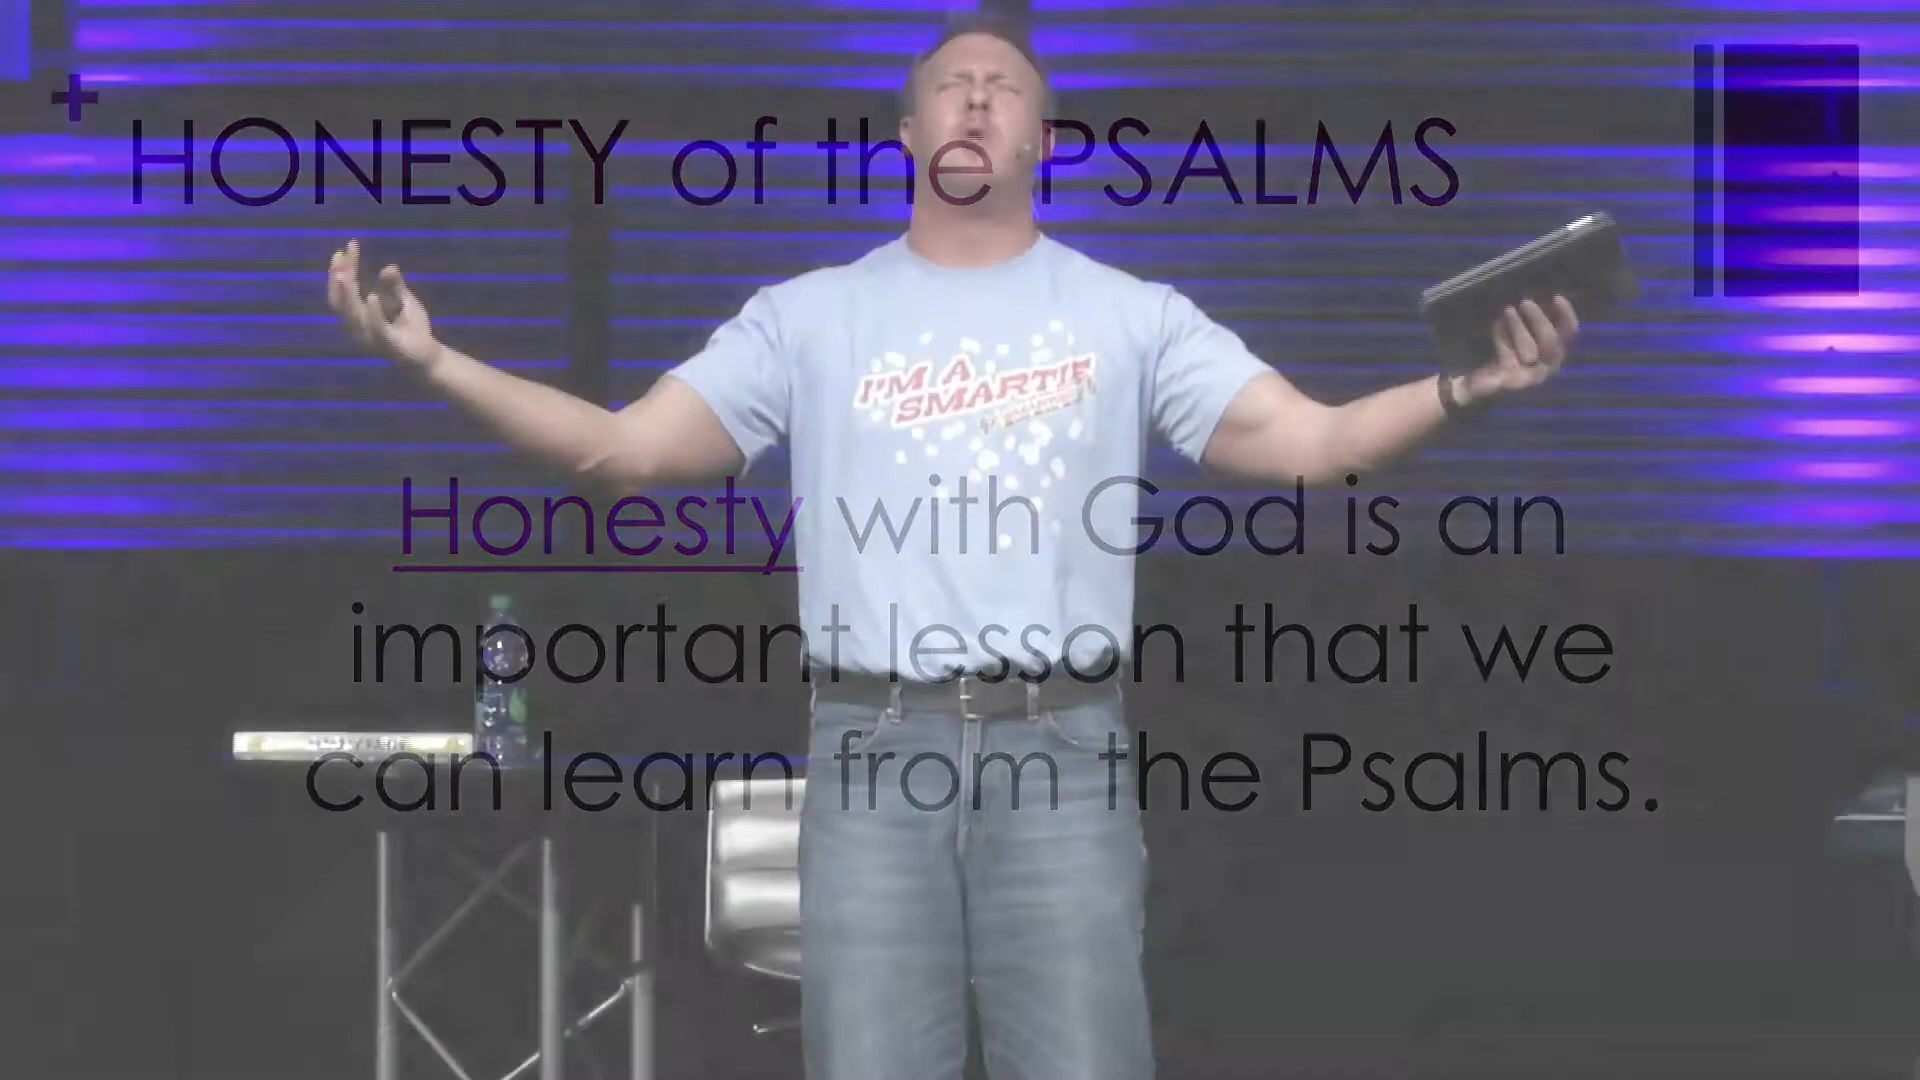 HONESTY of the PSALMS
I'M A
SMARTIE
Honesty with God is an
important lesson that we
can learn from the Psalms.